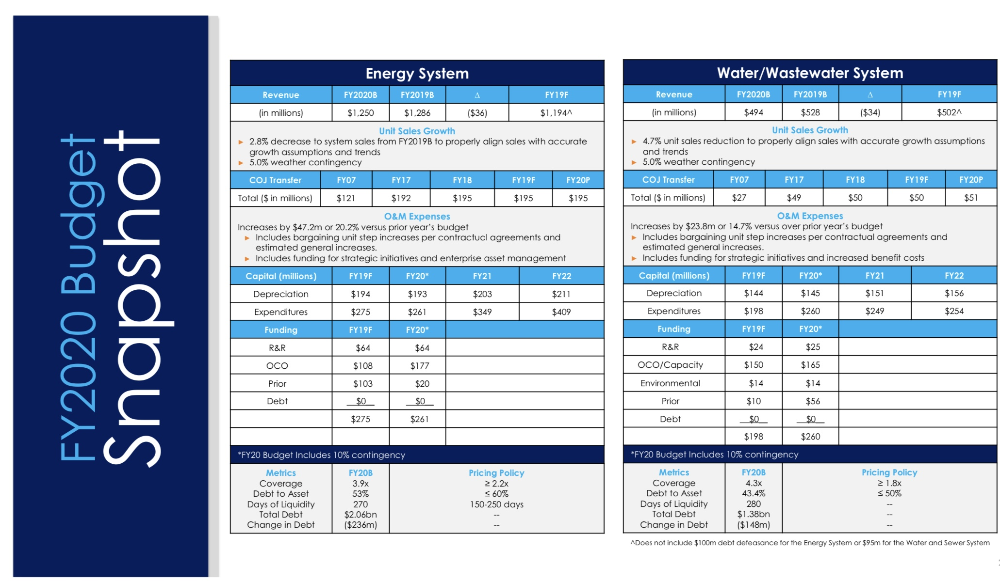 FY2020 Budget
Snapshot
Energy System
Revenue FY2020B FY2019B Δ FY19F
(in millions) $1,250 $1,286 ($36) $1,194^
Unit Sales Growth
► 2.8% decrease to system sales from FY2019B to properly align sales with accurate
growth assumptions and trends
► 5.0% weather contingency
COJ Transfer FY07 FY17 FY18 FY19F FY20P
Total ($ in millions) $121 $192 $195 $195 $195
O&M Expenses
Increases by $47.2m or 20.2% versus prior year’s budget
► Includes bargaining unit step increases per contractual agreements and
estimated general increases.
► Includes funding for strategic initiatives and enterprise asset management
Capital (millions) FY19F FY20* FY21 FY22
Depreciation $194 $193 $203 $211
Expenditures $275 $261 $349 $409
Funding FY19F FY20*
R&R $64 $64
OCO $108 $177
Prior $103 $20
Debt $0 $0
$275 $261
*FY20 Budget Includes 10% contingency
Metrics FY20B Pricing Policy
Coverage 3.9x ≥ 2.2x
Debt to Asset 53% ≤ 60%
Days of Liquidity 270 150-250 days
Total Debt $2.06bn --
Change in Debt ($236m) --
Water/Wastewater System
Revenue FY2020B FY2019B Δ FY19F
(in millions) $494 $528 ($34) $502^
Unit Sales Growth
► 4.7% unit sales reduction to properly align sales with accurate growth assumptions
and trends
► 5.0% weather contingency
COJ Transfer FY07 FY17 FY18 FY19F FY20P
Total ($ in millions) $27 $49 $50 $50 $51
O&M Expenses
Increases by $23.8m or 14.7% versus over prior year’s budget
► Includes bargaining unit step increases per contractual agreements and
estimated general increases.
► Includes funding for strategic initiatives and increased benefit costs
Capital (millions) FY19F FY20* FY21 FY22
Depreciation $144 $145 $151 $156
Expenditures $198 $260 $249 $254
Funding FY19F FY20*
R&R $24 $25
OCO/Capacity $150 $165
Environmental $14 $14
Prior $10 $56
Debt $0 $0
$198 $260
*FY20 Budget Includes 10% contingency
Metrics FY20B Pricing Policy
Coverage 4.3x ≥ 1.8x
Debt to Asset 43.4% ≤ 50%
Days of Liquidity 280 --
Total Debt $1.38bn --
Change in Debt ($148m) --
^Does not include $100m debt defeasance for the Energy System or $95m for the Water and Sewer System